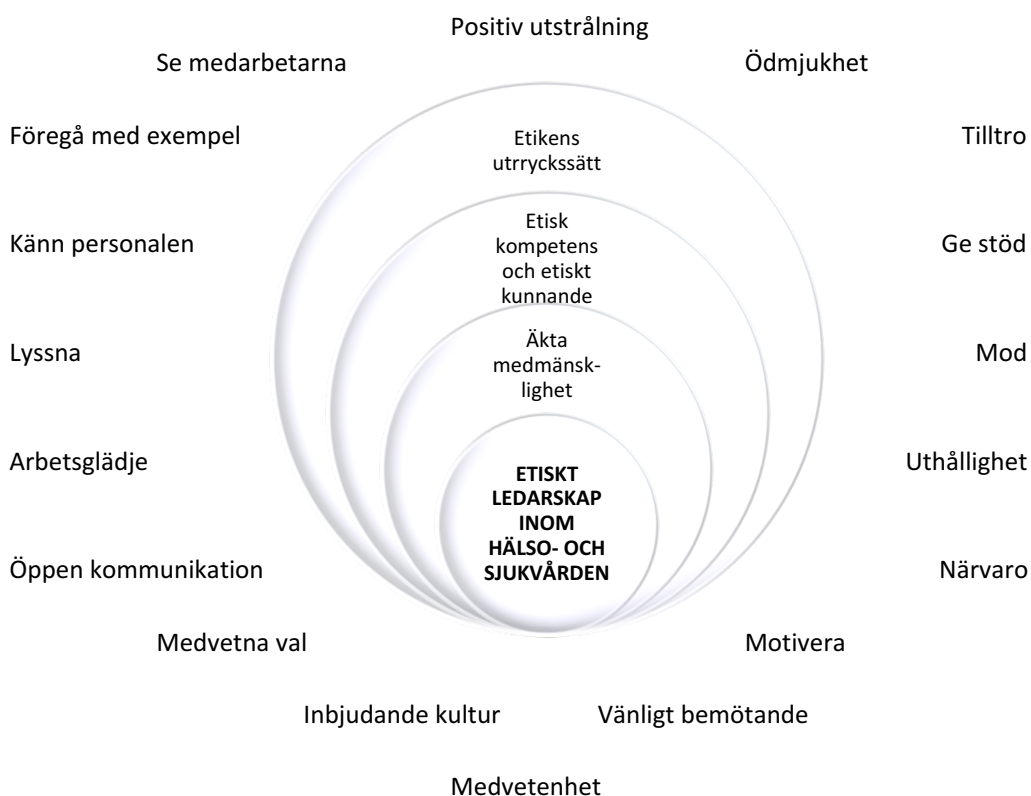 Positiv utstrålning
Se medarbetarna
Ödmjukhet
Föregå med exempel
Tilltro
Etikens
utrryckssätt
Känn personalen
Ge stöd
Etisk
kompetens
och etiskt
kunnande
Lyssna
Mod
Äkta
medmänsk-
lighet
Arbetsglädje
Uthållighet
ETISKT
LEDARSKAP
INOM
HÄLSO- OCH
SJUKVÅRDEN
Öppen kommunikation
Närvaro
Medvetna val
Motivera
Inbjudande kultur
Vänligt bemötande
Medvetenhet